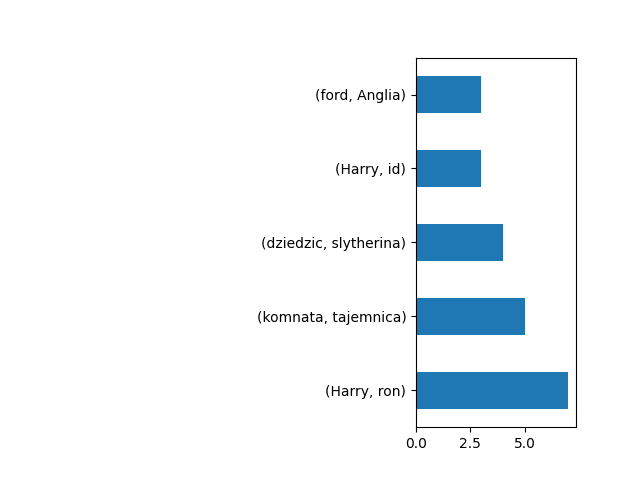 (ford, Anglia)
(Harry, id)
(dziedzic, slytherina)
(komnata, tajemnica)
(Harry, ron)
0.0 2.5 5.0